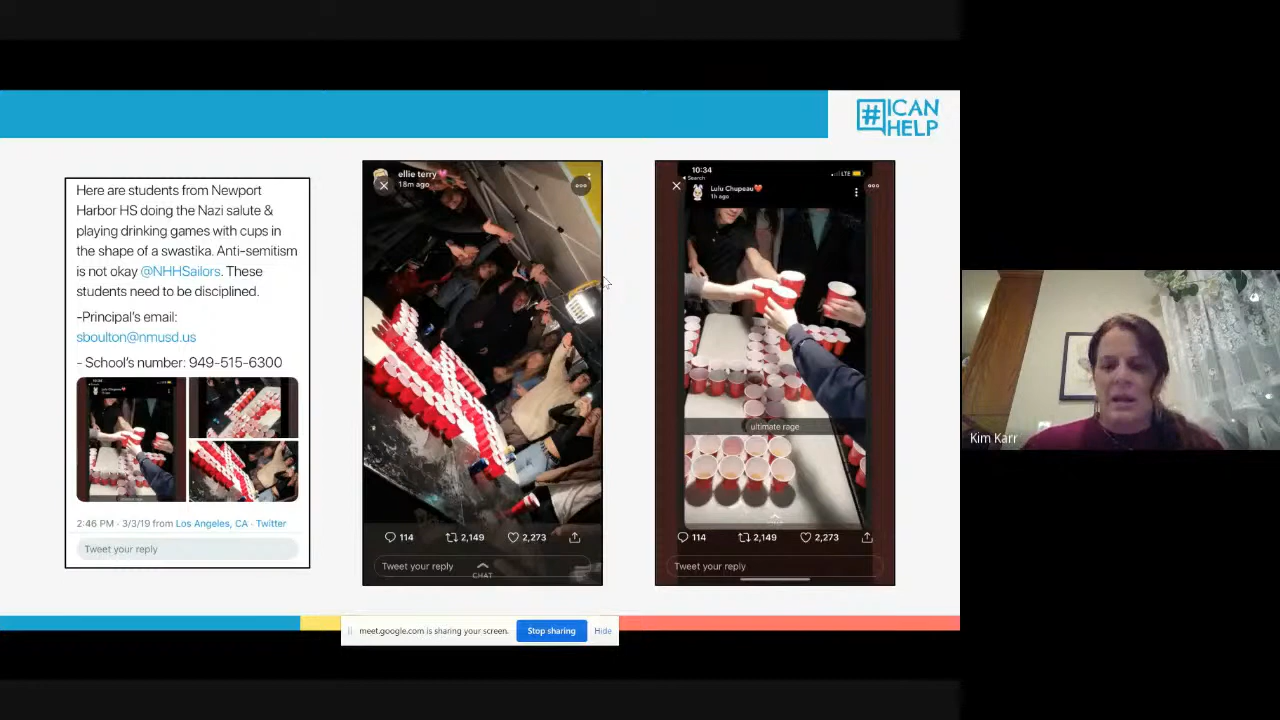 #ICAN
HELP
Here are students from Newport
Harbor HS doing the Nazi salute &
playing drinking games with cups in
the shape of a swastika. Anti-semitism
is not okay @NHHSailors. These
students need to be disciplined.
-Principal's email:
sboulton@nmusd.us
- School's number: 949-515-6300
2:46 PM · 3/3/19 from Los Angeles, CA · Twitter
Tweet your reply
ellie terry
18m ago
114 2,149 2,273
Tweet your reply
CHAT
10:34
Search
LTE
Lulu Chupeau
1h ago
ultimate rage
114 2,149 2,273
Tweet your reply
meet.google.com is sharing your screen.
Stop sharing
Hide
Kim Karr